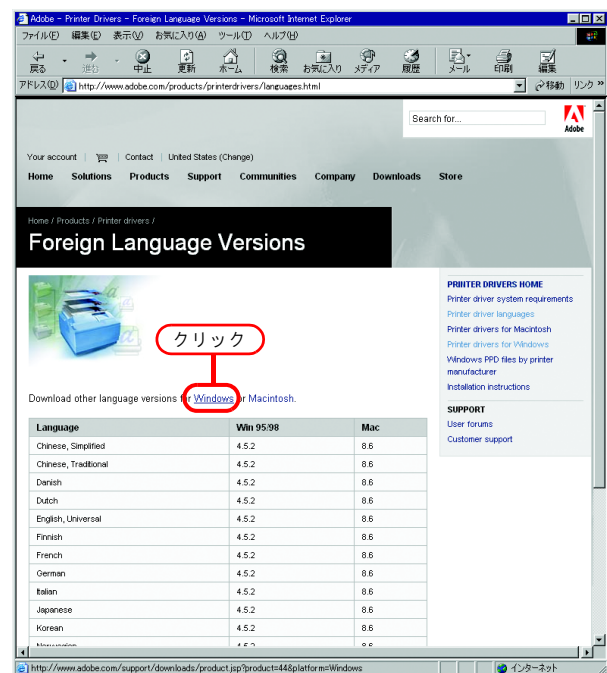 Adobe - Printer Drivers - Foreign Language Versions - Microsoft Internet Explorer
ファイル(F) 編集(E) 表示(V) お気に入り(A) ツール(T) ヘルプ(H)
戻る 進む 中止 更新 ホーム 検索 お気に入り メディア 履歴 メール 印刷 編集
アドレス(D) http://www.adobe.com/products/printerdrivers/languages.html 移動 リンク »
Search for...
Adobe
Your account | | Contact | United States (Change)
Home Solutions Products Support Communities Company Downloads Store
Home / Products / Printer drivers /
Foreign Language Versions
PRINTER DRIVERS HOME
Printer driver system requirements
Printer driver languages
Printer drivers for Macintosh
Printer drivers for Windows
Windows PPD files by printer
manufacturer
Installation instructions
SUPPORT
User forums
Customer support
クリック
Download other language versions for Windows or Macintosh.
Language Win 95/98 Mac
Chinese, Simplified 4.5.2 8.6
Chinese, Traditional 4.5.2 8.6
Danish 4.5.2 8.6
Dutch 4.5.2 8.6
English, Universal 4.5.2 8.6
Finnish 4.5.2 8.6
French 4.5.2 8.6
German 4.5.2 8.6
Italian 4.5.2 8.6
Japanese 4.5.2 8.6
Korean 4.5.2 8.6
Norwegian 4.5.2 8.6
http://www.adobe.com/support/downloads/product.jsp?product=44&platform=Windows インターネット